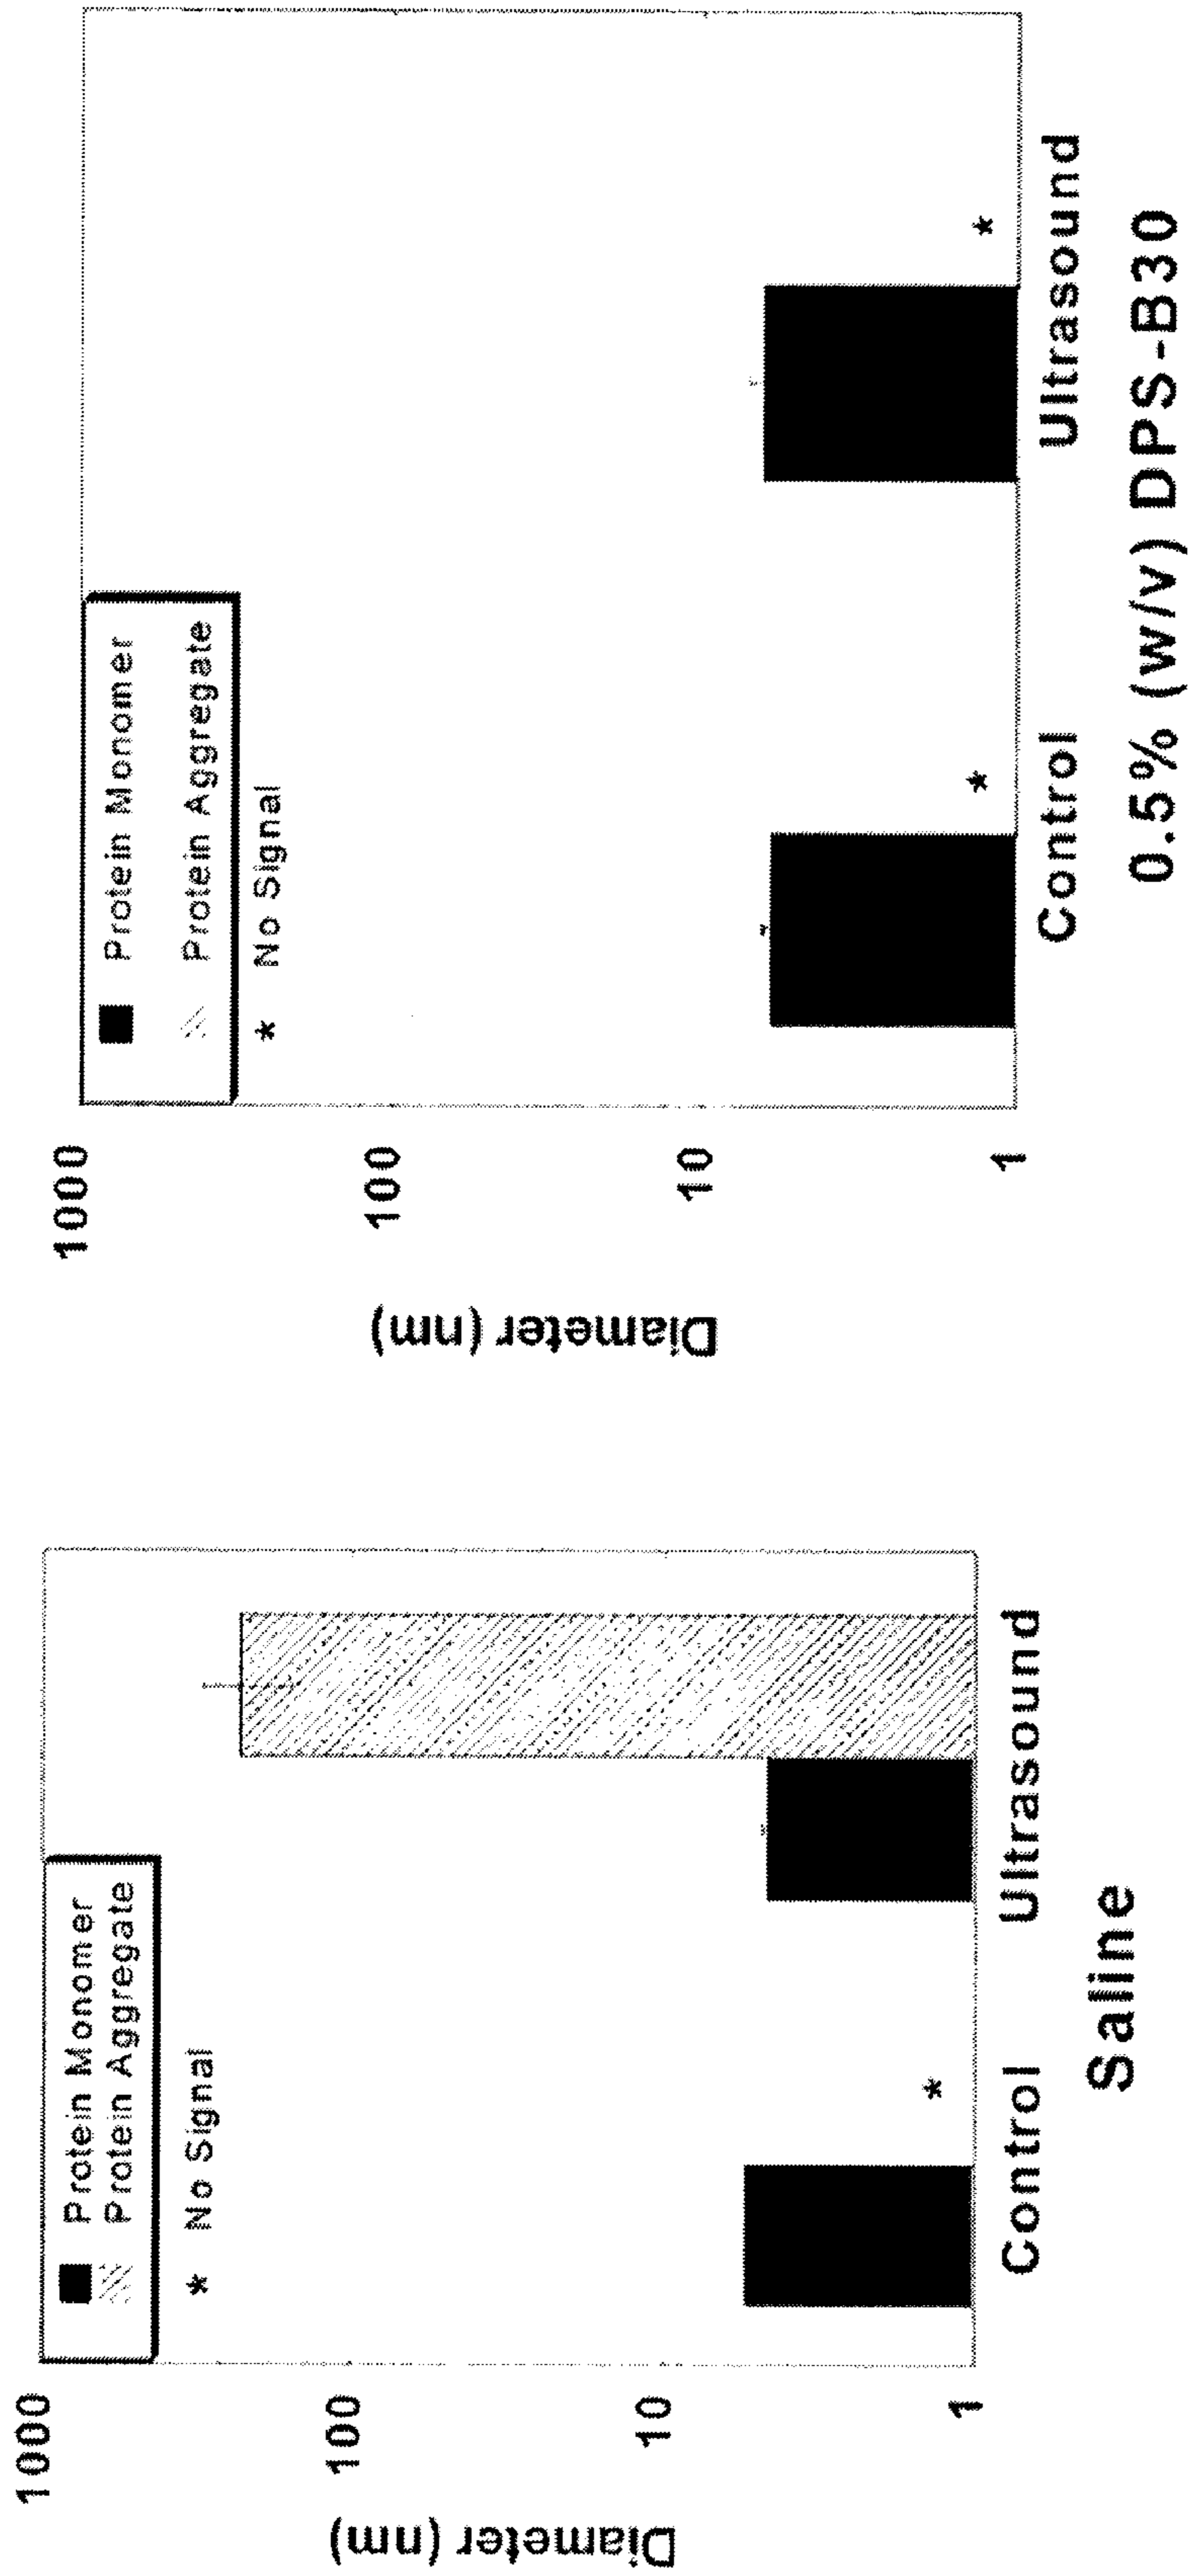 1000
100
10
1
Diameter (nm)
Protein Monomer
Protein Aggregate
* No Signal
*
Control
Ultrasound
Saline
1000
100
10
1
Diameter (nm)
Protein Monomer
Protein Aggregate
* No Signal
*
*
Control
Ultrasound
0.5% (w/v) DPS-B30